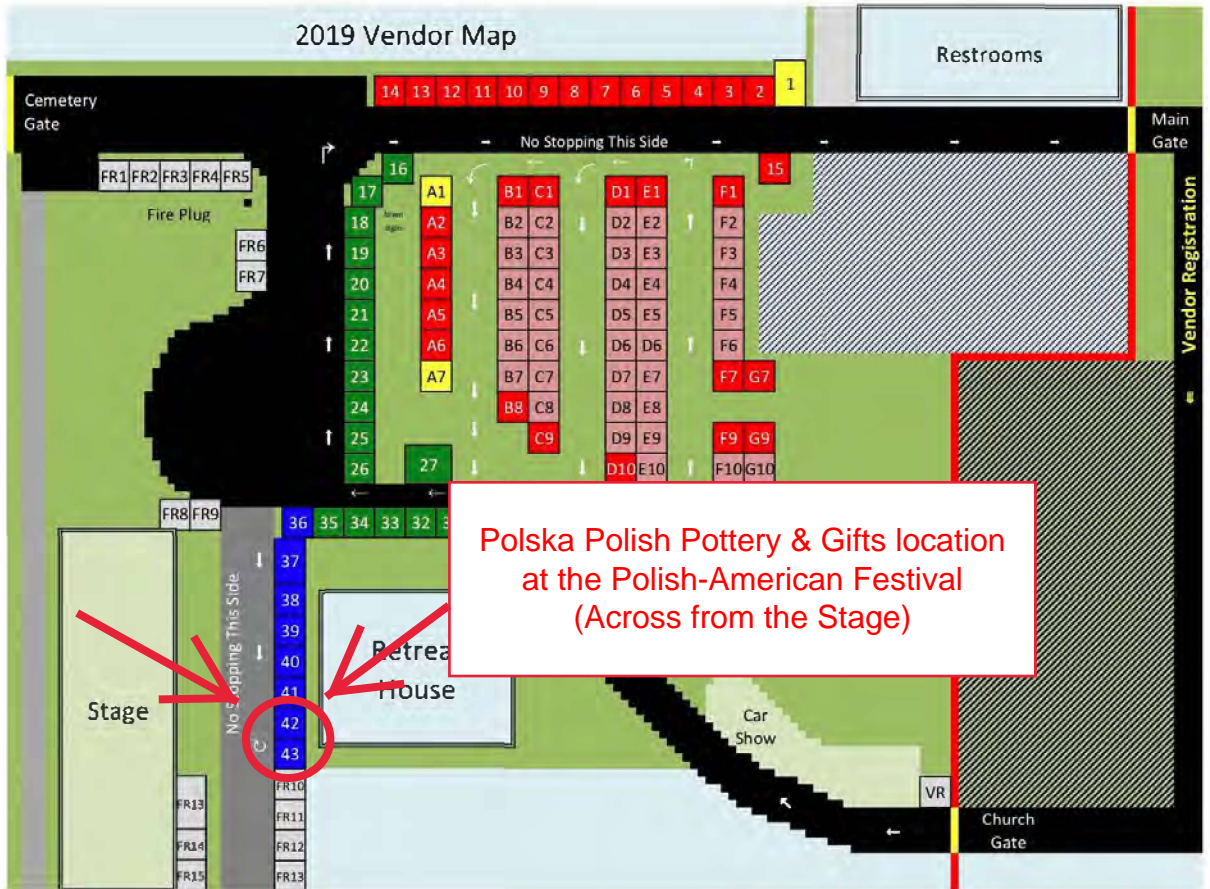 2019 Vendor Map
Restrooms
Cemetery
Gate
14 13 12 11 10 9 8 7 6 5 4 3 2 1
Main
Gate
No Stopping This Side
FR1 FR2 FR3 FR4 FR5
Fire Plug
16 15
17 A1 B1 C1 D1 E1 F1
18 A2 B2 C2 D2 E2 F2
FR6 19 A3 B3 C3 D3 E3 F3
FR7 20 A4 B4 C4 D4 E4 F4
21 A5 B5 C5 D5 E5 F5
22 A6 B6 C6 D6 D6 F6
23 A7 B7 C7 D7 E7 F7 G7
24 B8 C8 D8 E8
25 C9 D9 E9 F9 G9
26 27 D10 E10 F10 G10
Vendor Registration
FR8 FR9 36 35 34 33 32
37
38
39
40
41
42
43
No Stopping This Side
Stage
Retrea
House
Polska Polish Pottery & Gifts location
at the Polish-American Festival
(Across from the Stage)
Car
Show
VR
Church
Gate
FR10
FR11
FR12
FR13
FR13
FR14
FR15